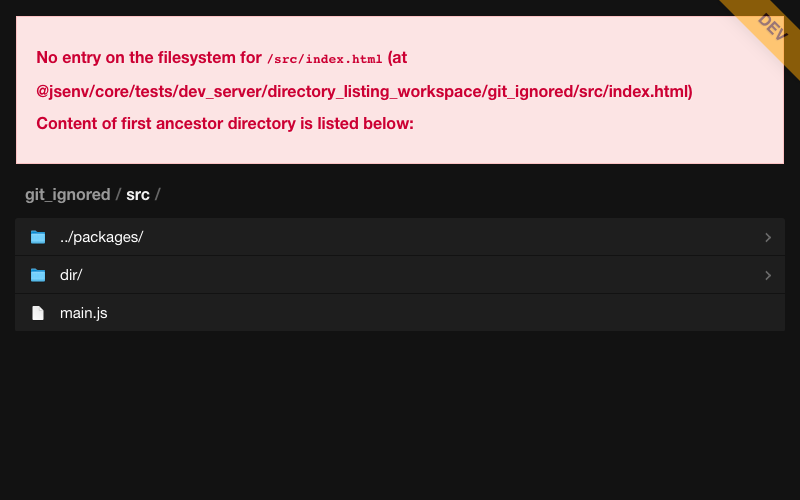 No entry on the filesystem for /src/index.html (at
@jsenv/core/tests/dev_server/directory_listing_workspace/git_ignored/src/index.html)
Content of first ancestor directory is listed below:
DEV
git_ignored / src /
../packages/
dir/
main.js